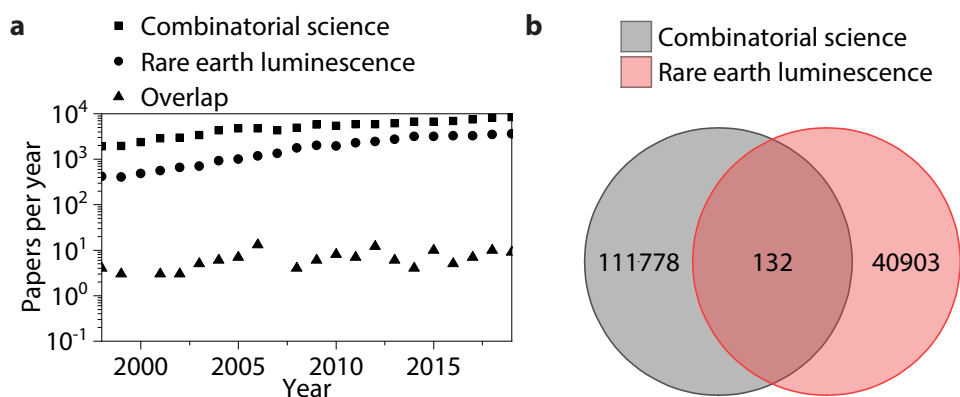 a
Combinatorial science
Rare earth luminescence
Overlap
Papers per year
10^4
10^3
10^2
10^1
10^0
10^-1
2000
2005
2010
2015
Year
b
Combinatorial science
Rare earth luminescence
111778
132
40903